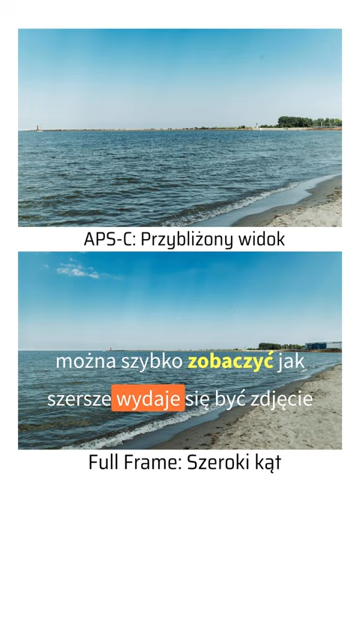 APS-C: Przybliżony widok
można szybko zobaczyć jak
szersze wydaje się być zdjęcie
Full Frame: Szeroki kąt